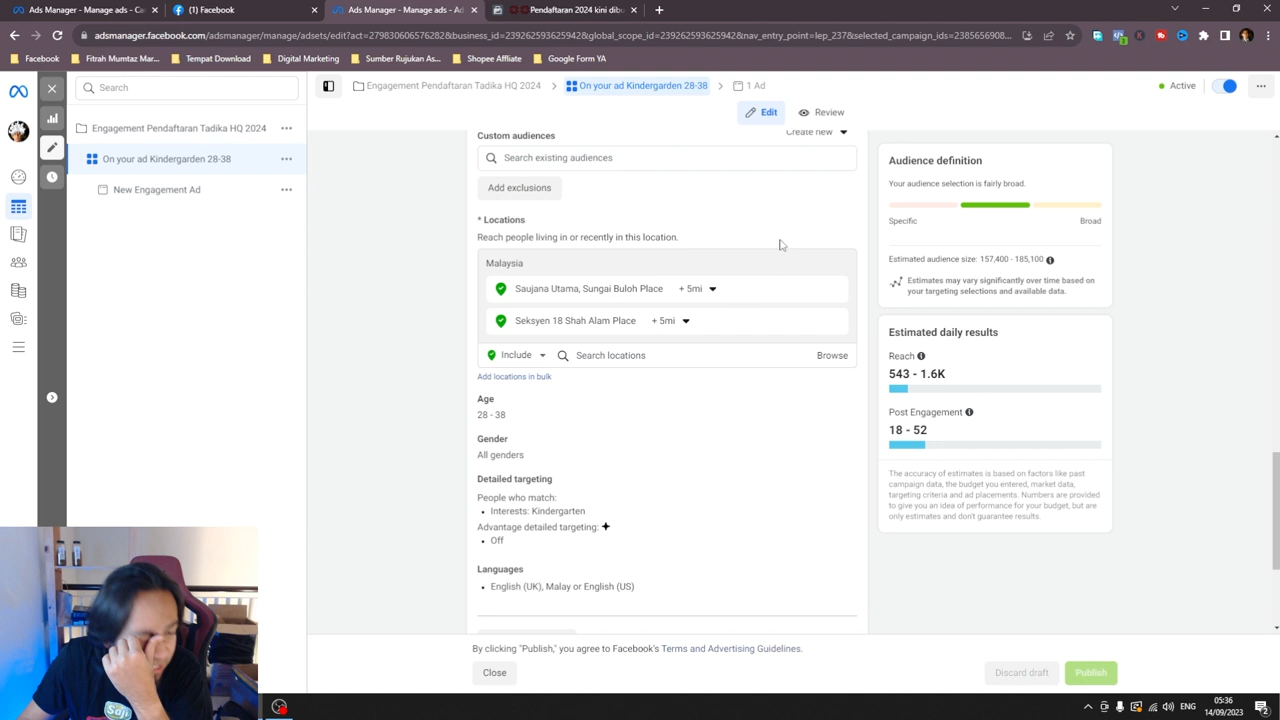 Ads Manager - Manage ads
(1) Facebook
Ads Manager - Manage ads - Ad
Pendaftaran 2024 kini dibu
adsmanager.facebook.com/adsmanager/manage/adsets/edit?act=279830606576282&business_id=239262593625942&global_scope_id=239262593625942&nav_entry_point=lep_237&selected_campaign_ids=2385656908...
Facebook
Fitrah Mumtaz Mar...
Tempat Download
Digital Marketing
Sumber Rujukan As...
Shopee Affliate
Google Form YA
Search
Engagement Pendaftaran Tadika HQ 2024
On your ad Kindergarden 28-38
New Engagement Ad
Engagement Pendaftaran Tadika HQ 2024
On your ad Kindergarden 28-38
1 Ad
Active
Edit
Review
Custom audiences
Create new
Search existing audiences
Add exclusions
* Locations
Reach people living in or recently in this location.
Malaysia
Saujana Utama, Sungai Buloh Place + 5mi
Seksyen 18 Shah Alam Place + 5mi
Include
Search locations
Browse
Add locations in bulk
Age
28 - 38
Gender
All genders
Detailed targeting
People who match:
• Interests: Kindergarten
Advantage detailed targeting:
• Off
Languages
• English (UK), Malay or English (US)
Audience definition
Your audience selection is fairly broad.
Specific
Broad
Estimated audience size: 157,400 - 185,100
Estimates may vary significantly over time based on
your targeting selections and available data.
Estimated daily results
Reach
543 - 1.6K
Post Engagement
18 - 52
The accuracy of estimates is based on factors like past
campaign data, the budget you entered, market data,
targeting criteria and ad placements. Numbers are provided
to give you an idea of performance for your budget, but are
only estimates and don't guarantee results.
By clicking "Publish," you agree to Facebook's Terms and Advertising Guidelines.
Close
Discard draft
Publish
ENG
05:36
14/09/2023